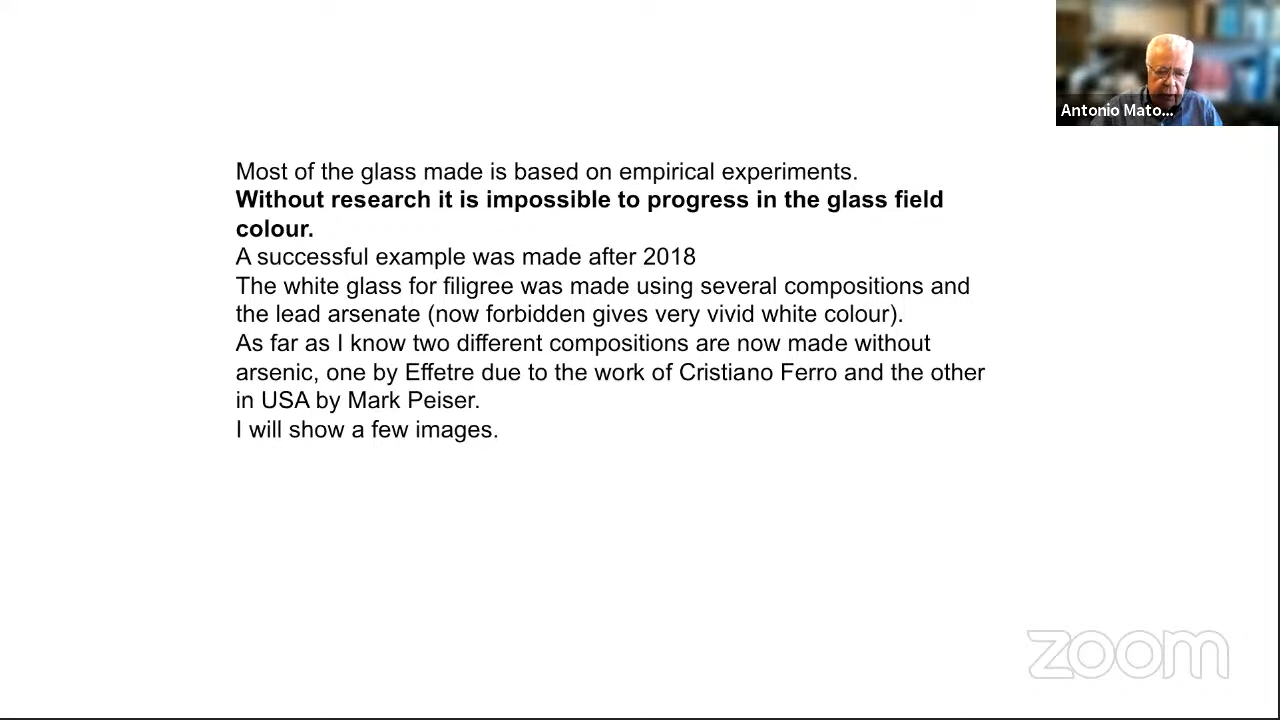 Antonio Mato...
Most of the glass made is based on empirical experiments.
Without research it is impossible to progress in the glass field
colour.
A successful example was made after 2018
The white glass for filigree was made using several compositions and
the lead arsenate (now forbidden gives very vivid white colour).
As far as I know two different compositions are now made without
arsenic, one by Effetre due to the work of Cristiano Ferro and the other
in USA by Mark Peiser.
I will show a few images.
zoom